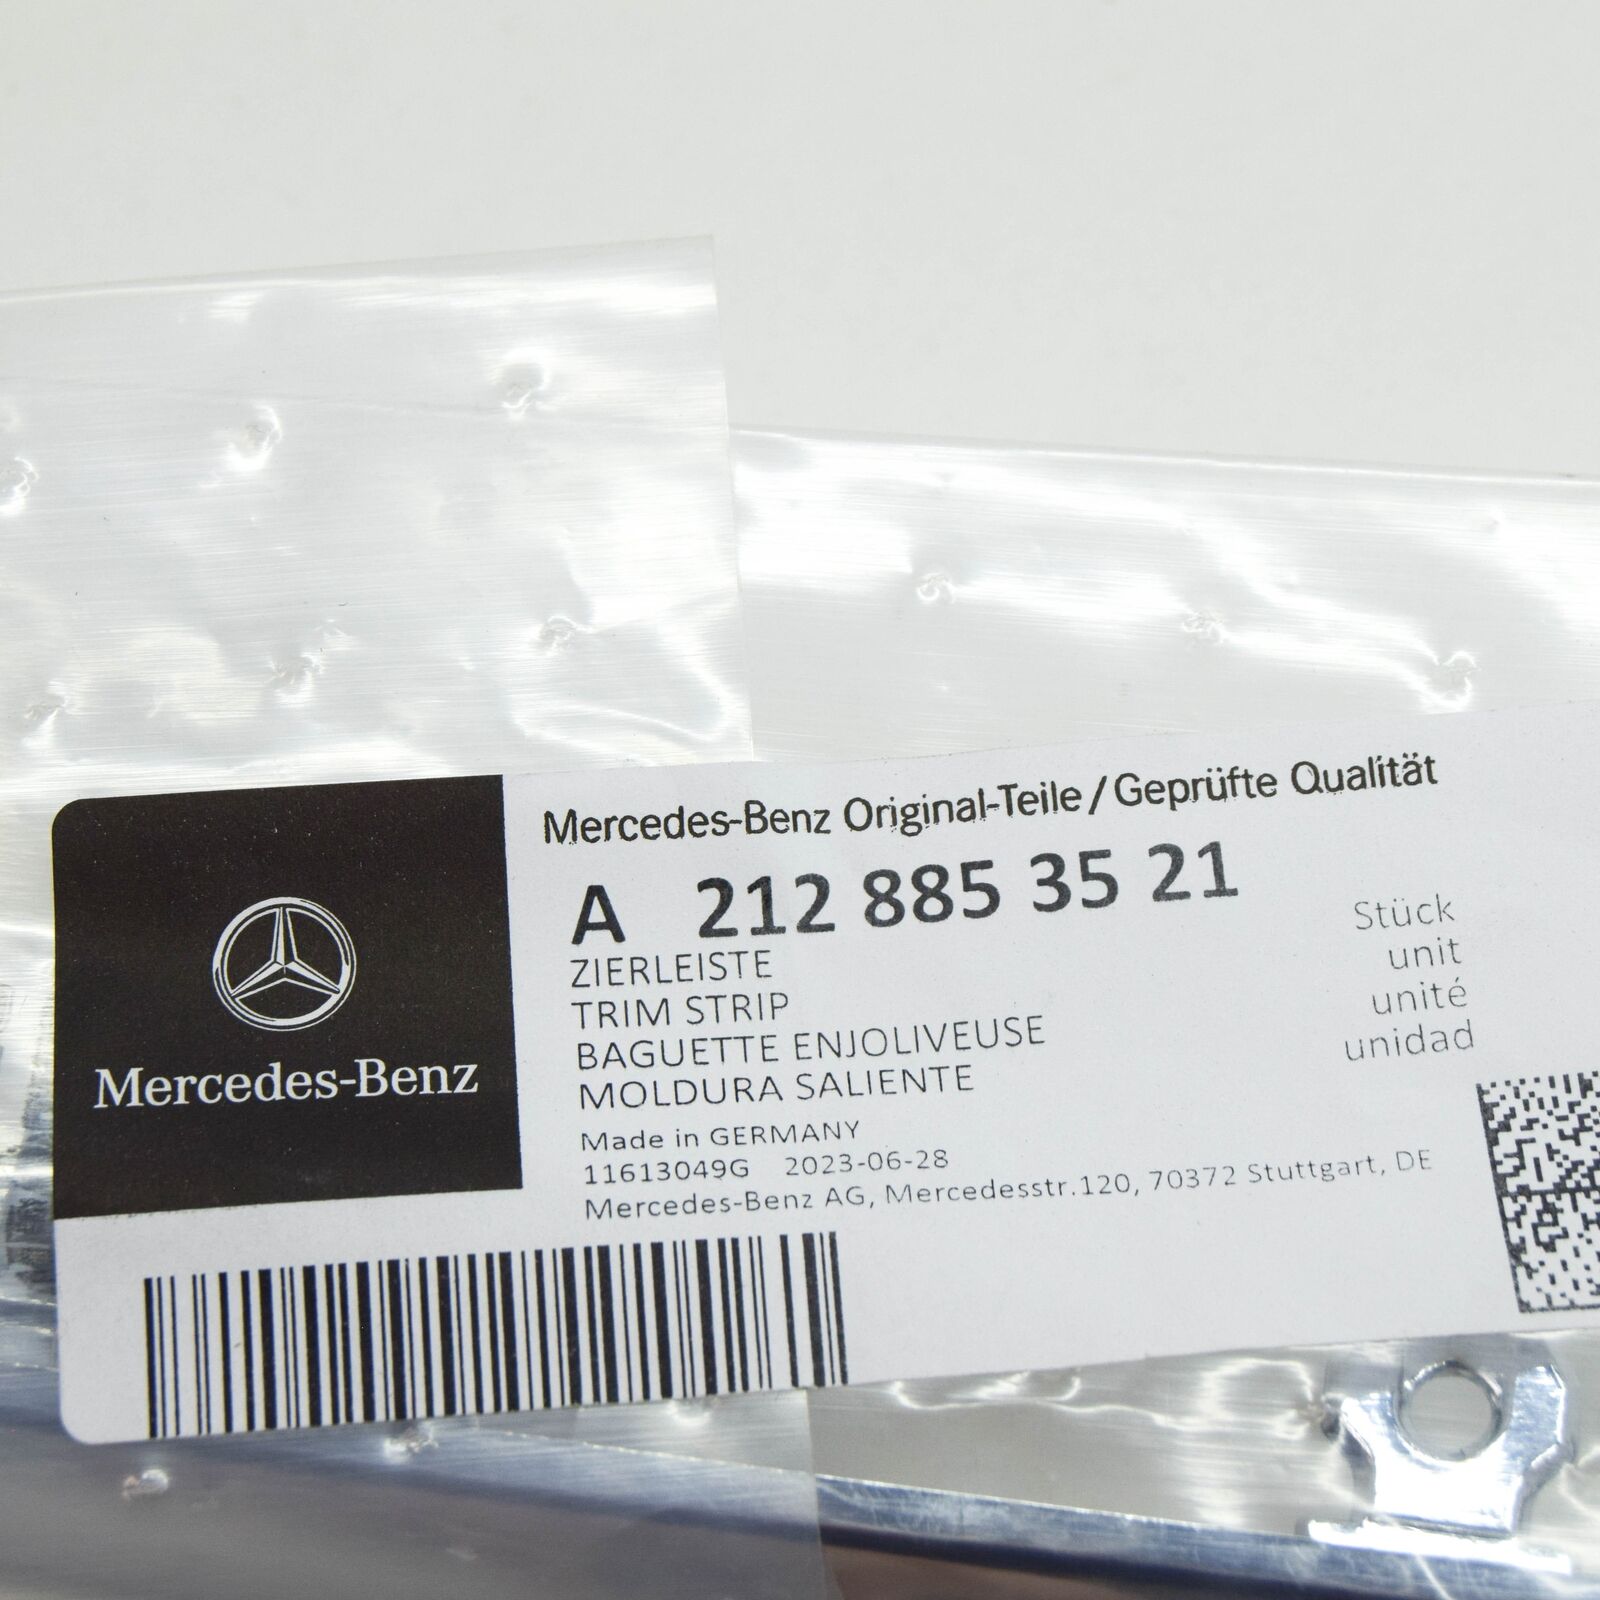 Mercedes-Benz Original-Teile / Geprüfte Qualität
A 212 885 35 21
ZIERLEISTE
TRIM STRIP
BAGUETTE ENJOLIVEUSE
MOLDURA SALIENTE
Stück
unit
unité
unidad
Made in GERMANY
11613049G 2023-06-28
Mercedes-Benz AG, Mercedesstr.120, 70372 Stuttgart, DE
Mercedes-Benz